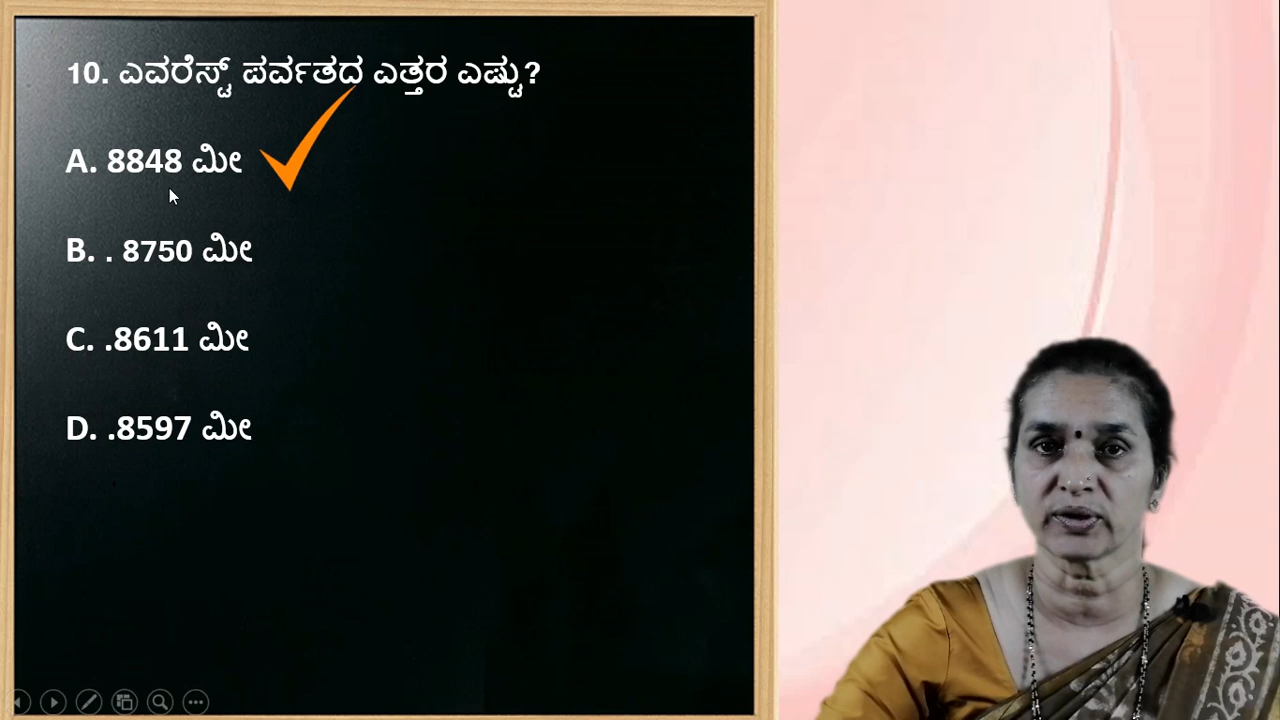 10. ಎವರೆಸ್ಟ್ ಪರ್ವತದ ಎತ್ತರ ಎಷ್ಟು?
A. 8848 ಮೀ
B. . 8750 ಮೀ
C. .8611 ಮೀ
D. .8597 ಮೀ